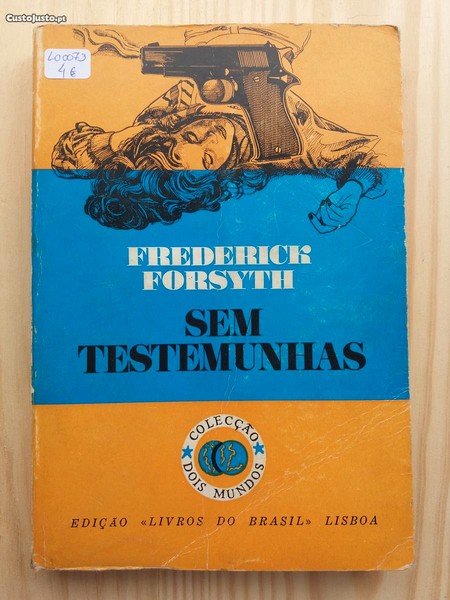 CustoJusto.pt
L00073
4€
FREDERICK
FORSYTH
SEM
TESTEMUNHAS
COLECÇÃO
DOIS MUNDOS
EDIÇÃO «LIVROS DO BRASIL» LISBOA